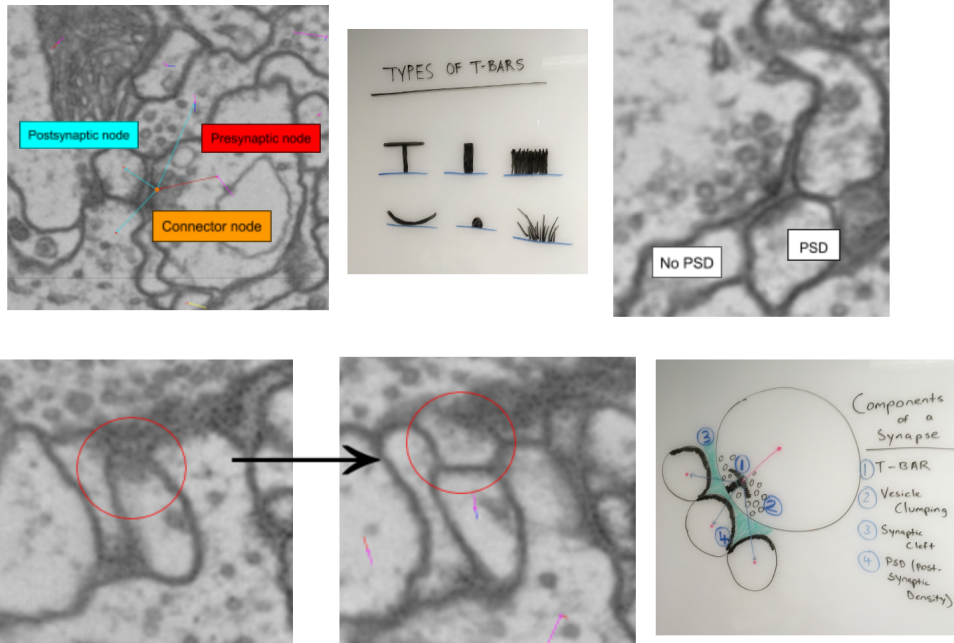 Postsynaptic node
Presynaptic node
Connector node
TYPES OF T-BARS
No PSD
PSD
Components
of a
Synapse
① T-BAR
② Vesicle
Clumping
③ Synaptic
Cleft
④ PSD (Post-
Synaptic
Density)
③
①
②
④